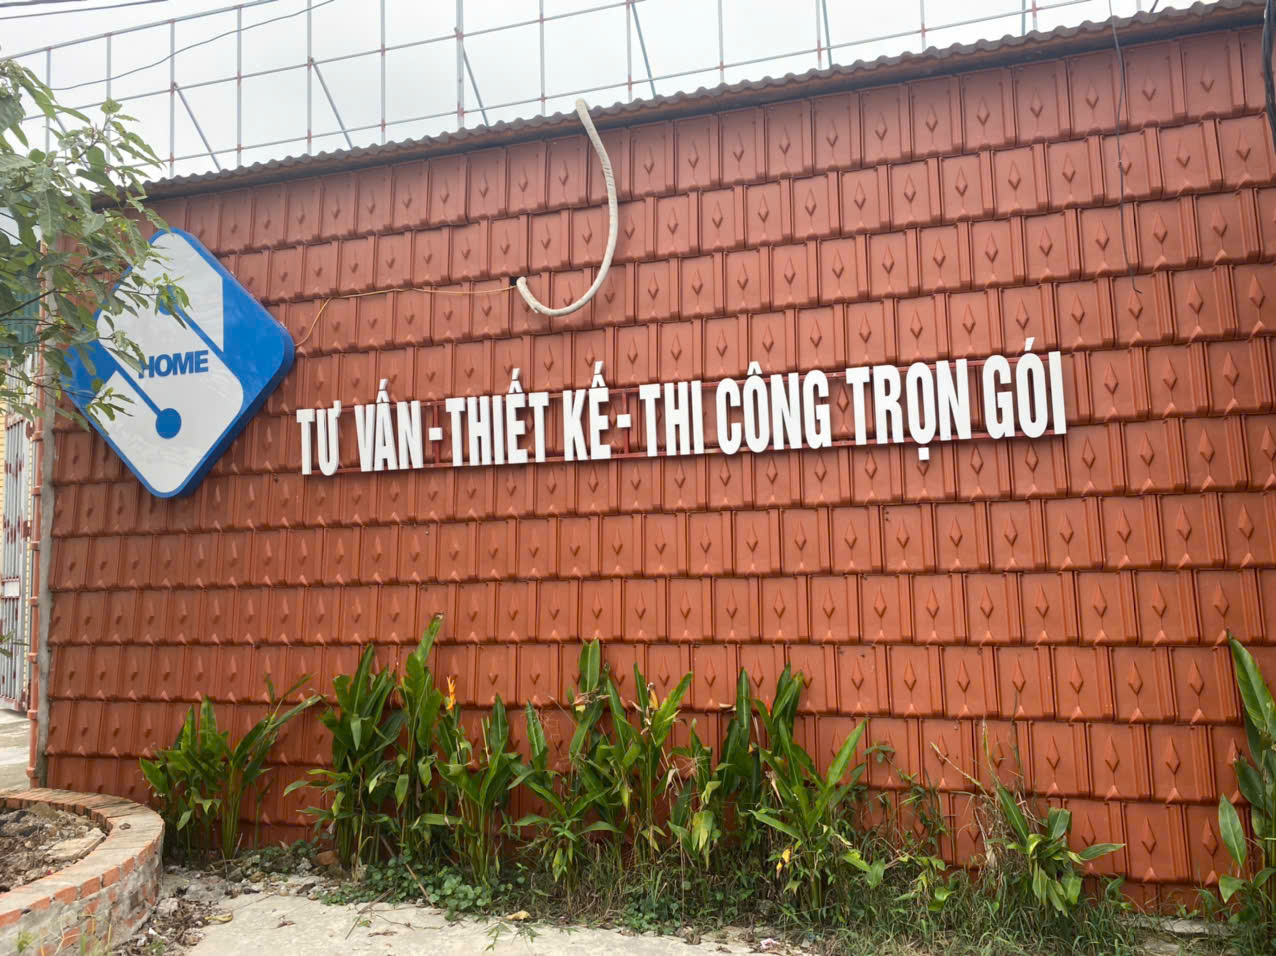 HOME
TƯ VẤN - THIẾT KẾ - THI CÔNG TRỌN GÓI